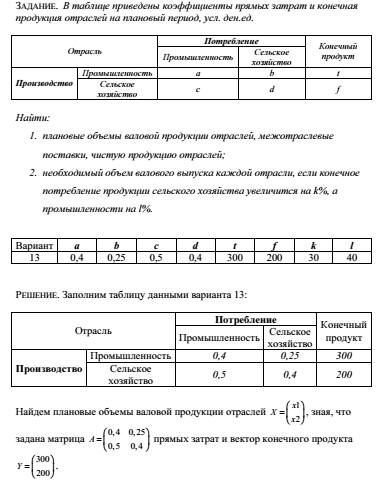 ЗАДАНИЕ. В таблице приведены коэффициенты прямых затрат и конечная
продукция отраслей на плановый период, усл. ден.ед.
Отрасль Потребление Конечный продукт
Промышленность Сельское хозяйство
Производство Промышленность a b t
Сельское хозяйство c d f
Найти:
1. плановые объемы валовой продукции отраслей, межотраслевые
поставки, чистую продукцию отраслей;
2. необходимый объем валового выпуска каждой отрасли, если конечное
потребление продукции сельского хозяйства увеличится на k%, а
промышленности на l%.
Вариант a b c d t f k l
13 0,4 0,25 0,5 0,4 300 200 30 40
РЕШЕНИЕ. Заполним таблицу данными варианта 13:
Отрасль Потребление Конечный продукт
Промышленность Сельское хозяйство
Производство Промышленность 0,4 0,25 300
Сельское хозяйство 0,5 0,4 200
Найдем плановые объемы валовой продукции отраслей X = (x1 x2), зная, что
задана матрица A = (0,4 0,25 0,5 0,4) прямых затрат и вектор конечного продукта
Y = (300 200).